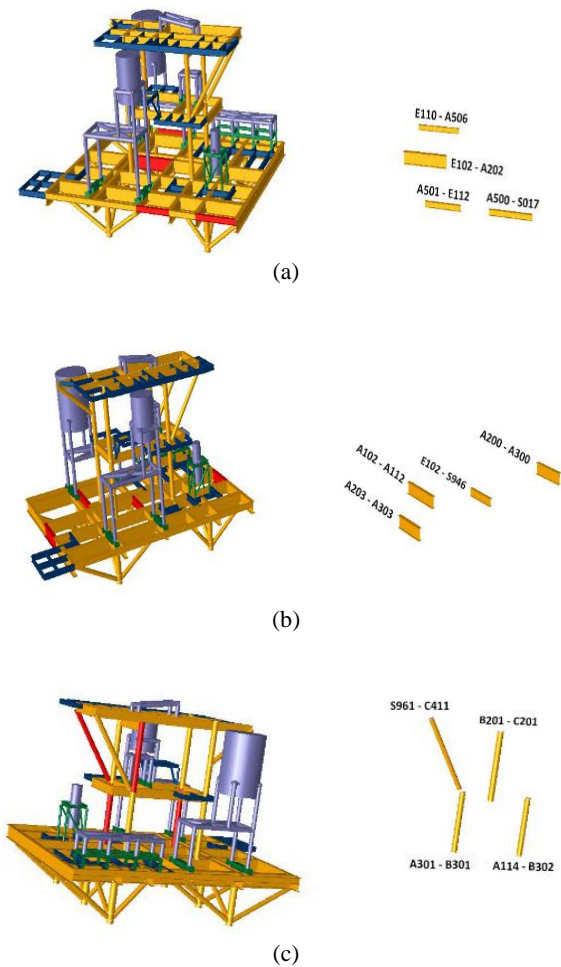 E110 - A506
E102 - A202
A501 - E112
A500 - S017
(a)
A200 - A300
A102 - A112
E102 - S946
A203 - A303
(b)
S961 - C411
B201 - C201
A301 - B301
A114 - B302
(c)